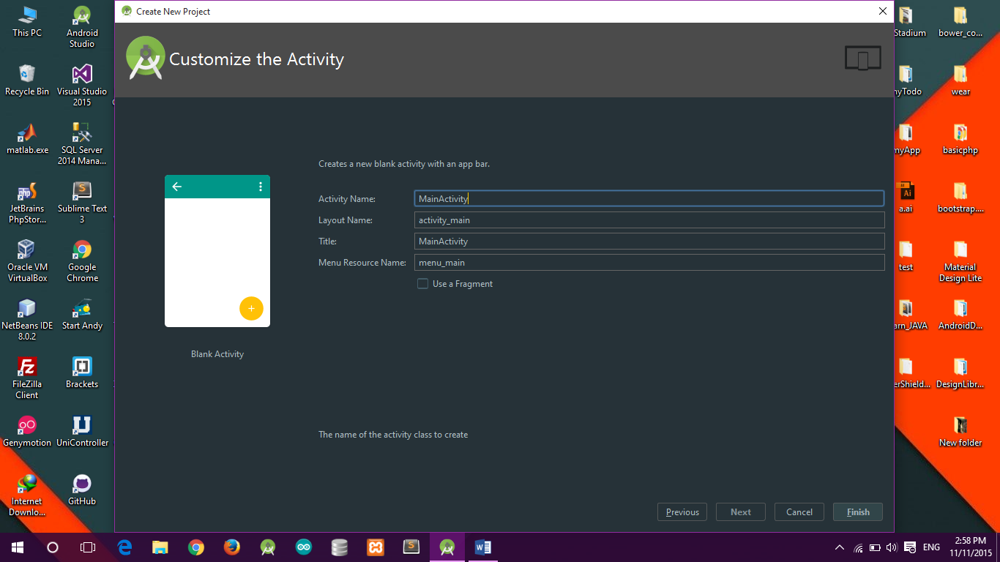 Create New Project
Customize the Activity
Creates a new blank activity with an app bar.
Activity Name:
MainActivity
Layout Name:
activity_main
Title:
MainActivity
Menu Resource Name:
menu_main
Use a Fragment
Blank Activity
The name of the activity class to create
Previous
Next
Cancel
Finish
This PC
Android
Studio
Recycle Bin
Visual Studio
2015
matlab.exe
SQL Server
2014 Mana...
JetBrains
PhpStor...
Sublime Text
3
Oracle VM
VirtualBox
Google
Chrome
NetBeans IDE
8.0.2
Start Andy
FileZilla
Client
Brackets
Genymotion
UniController
Internet
Downlo...
GitHub
Stadium
bower_co...
nyTodo
wear
myApp
basicphp
Ai
a.ai
bootstrap....
test
Material
Design Lite
arn_JAVA
AndroidD...
erShield...
DesignLibr...
New folder
ENG
2:58 PM
11/11/2015